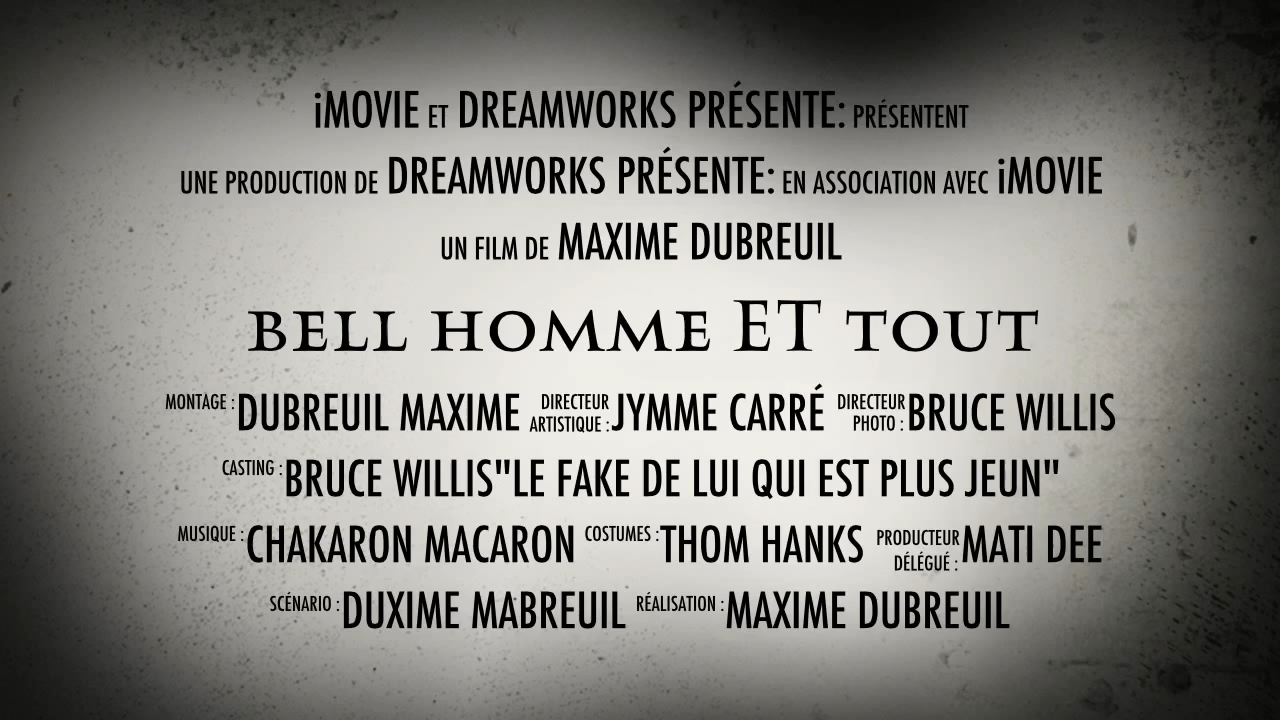 iMOVIE ET DREAMWORKS PRÉSENTE: PRÉSENTENT
UNE PRODUCTION DE DREAMWORKS PRÉSENTE: EN ASSOCIATION AVEC iMOVIE
UN FILM DE MAXIME DUBREUIL
BELL HOMME ET TOUT
MONTAGE : DUBREUIL MAXIME DIRECTEUR ARTISTIQUE : JYMME CARRÉ DIRECTEUR PHOTO : BRUCE WILLIS
CASTING : BRUCE WILLIS"LE FAKE DE LUI QUI EST PLUS JEUN"
MUSIQUE : CHAKARON MACARON COSTUMES : THOM HANKS PRODUCTEUR DÉLÉGUÉ : MATI DEE
SCÉNARIO : DUXIME MABREUIL RÉALISATION : MAXIME DUBREUIL